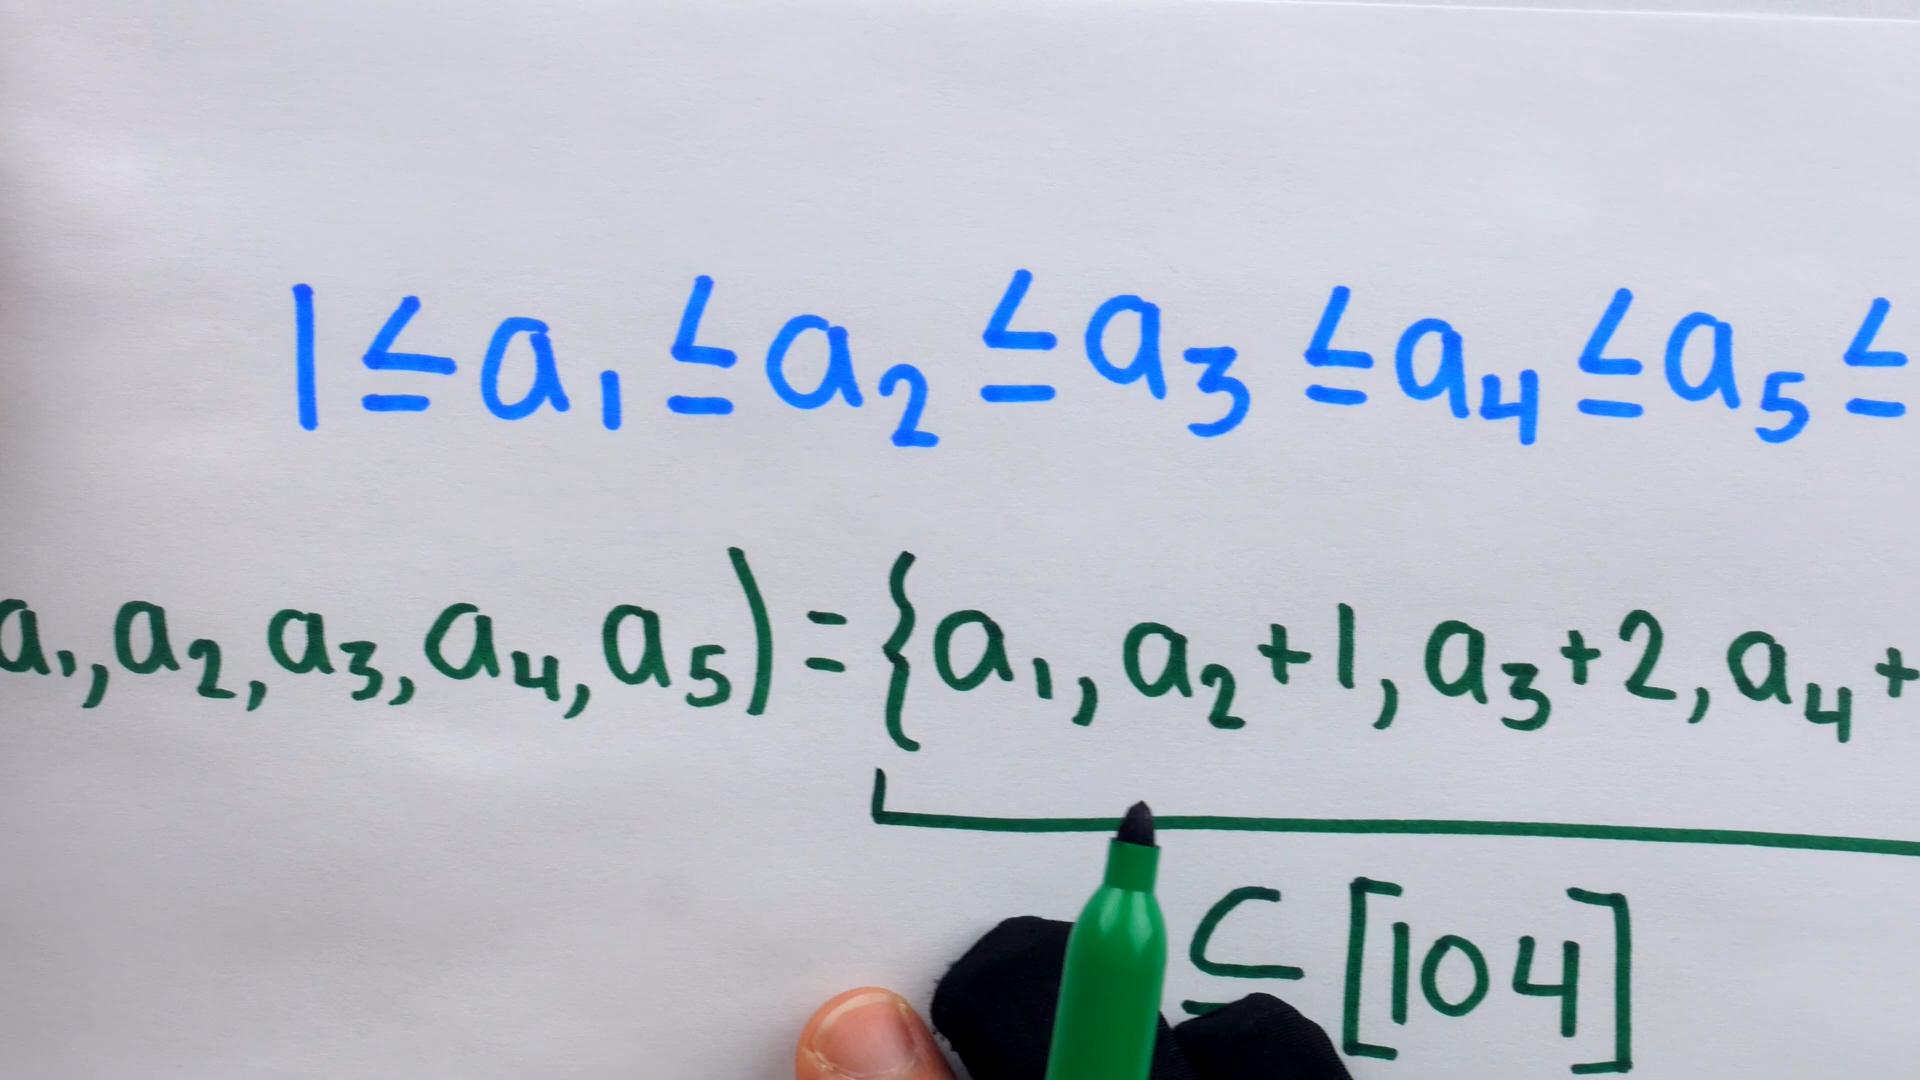 1 ≤ a₁ ≤ a₂ ≤ a₃ ≤ a₄ ≤ a₅ ≤
a₁, a₂, a₃, a₄, a₅) = {a₁, a₂+1, a₃+2, a₄+
⊆ [104]